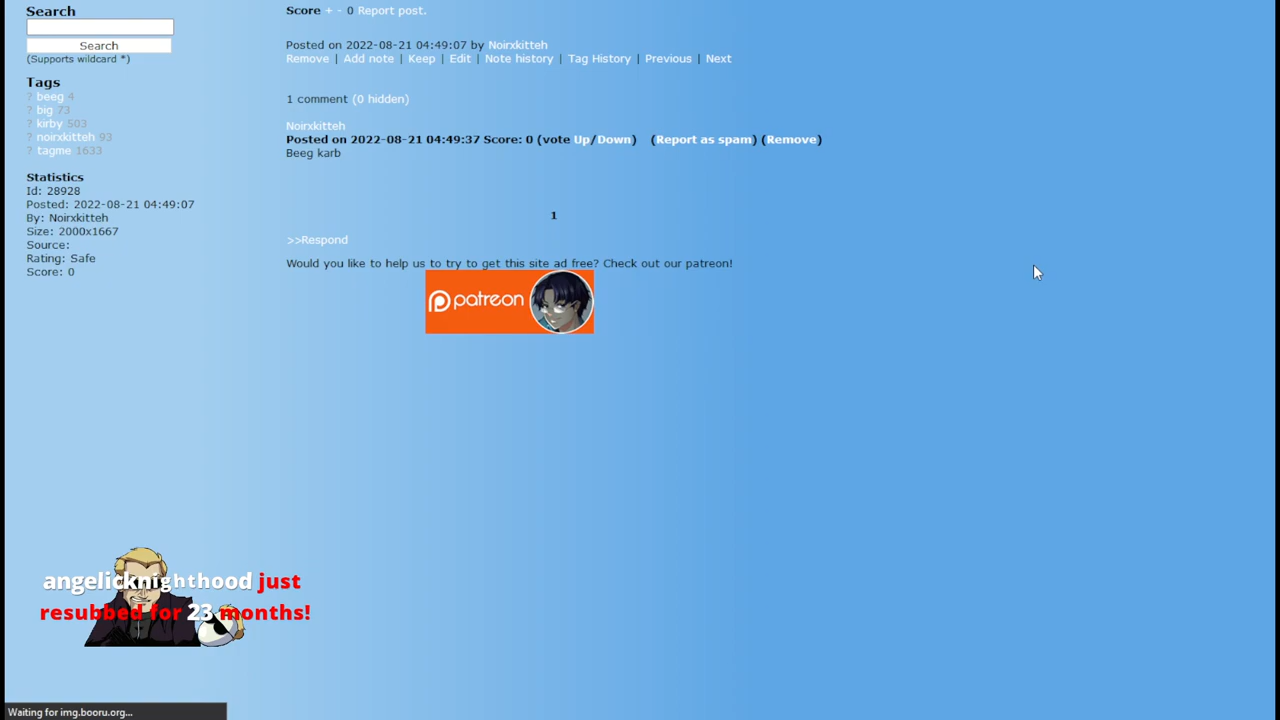 Search
Search
(Supports wildcard *)
Tags
? beeg 4
? big 73
? kirby 503
? noirxkitteh 93
? tagme 1633
Statistics
Id: 28928
Posted: 2022-08-21 04:49:07
By: Noirxkitteh
Size: 2000x1667
Source:
Rating: Safe
Score: 0
Score + - 0 Report post.
Posted on 2022-08-21 04:49:07 by Noirxkitteh
Remove | Add note | Keep | Edit | Note history | Tag History | Previous | Next
1 comment (0 hidden)
Noirxkitteh
Posted on 2022-08-21 04:49:37 Score: 0 (vote Up/Down) (Report as spam) (Remove)
Beeg karb
1
>>Respond
Would you like to help us to try to get this site ad free? Check out our patreon!
patreon
angelicknighthood just
resubbed for 23 months!
Waiting for img.booru.org...